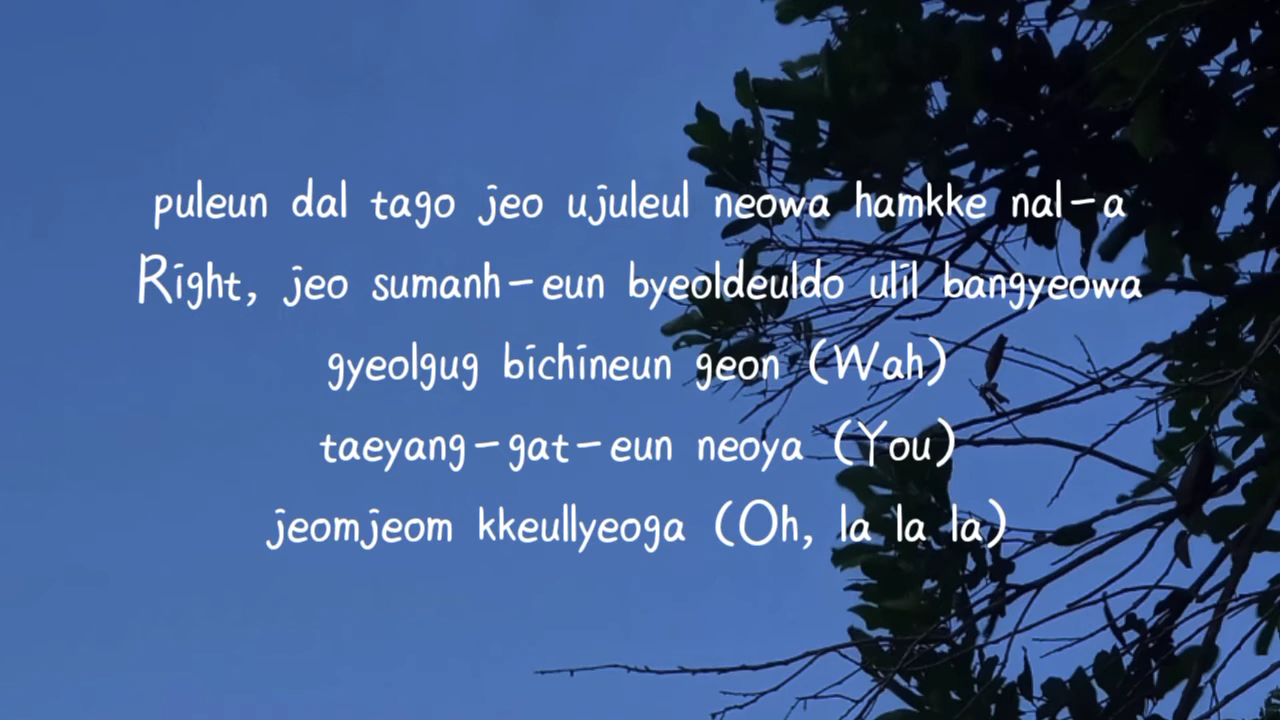 puleun dal tago jeo ujuleul neowa hamkke nal-a
Right, jeo sumanh-eun byeoldeuldo ulil bangyeowa
gyeolgug bichineun geon (Wah)
taeyang-gat-eun neoya (You)
jeomjeom kkeullyeoga (Oh, la la la)